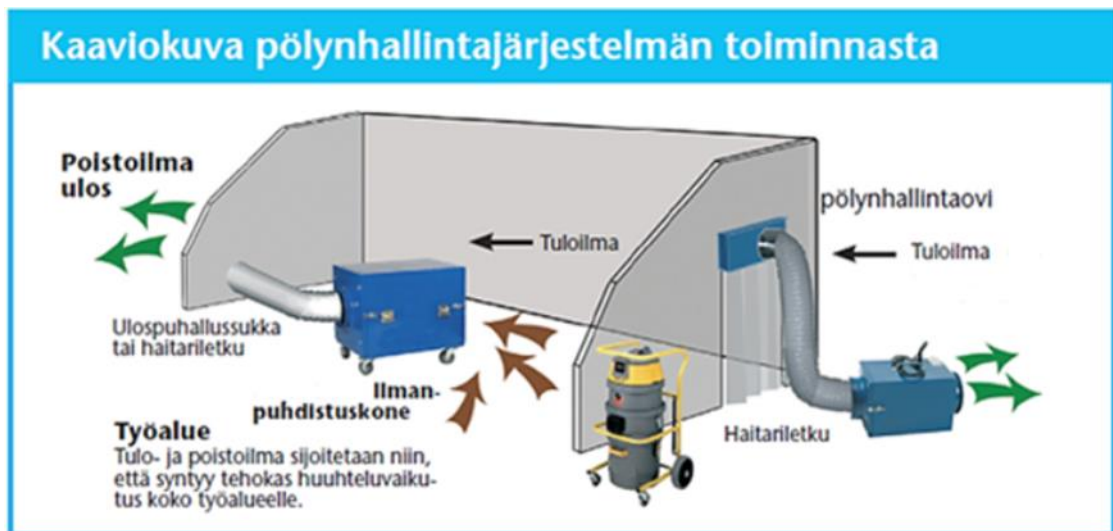 Kaaviokuva pölynhallintajärjestelmän toiminnasta
Poistoilma
ulos
pölynhallintaovi
Tuloilma
Tuloilma
Ulospuhallussukka
tai haitariletku
Ilman-
puhdistuskone
Haitariletku
Työalue
Tulo- ja poistoilma sijoitetaan niin,
että syntyy tehokas huuhteluvaiku-
tus koko työalueelle.